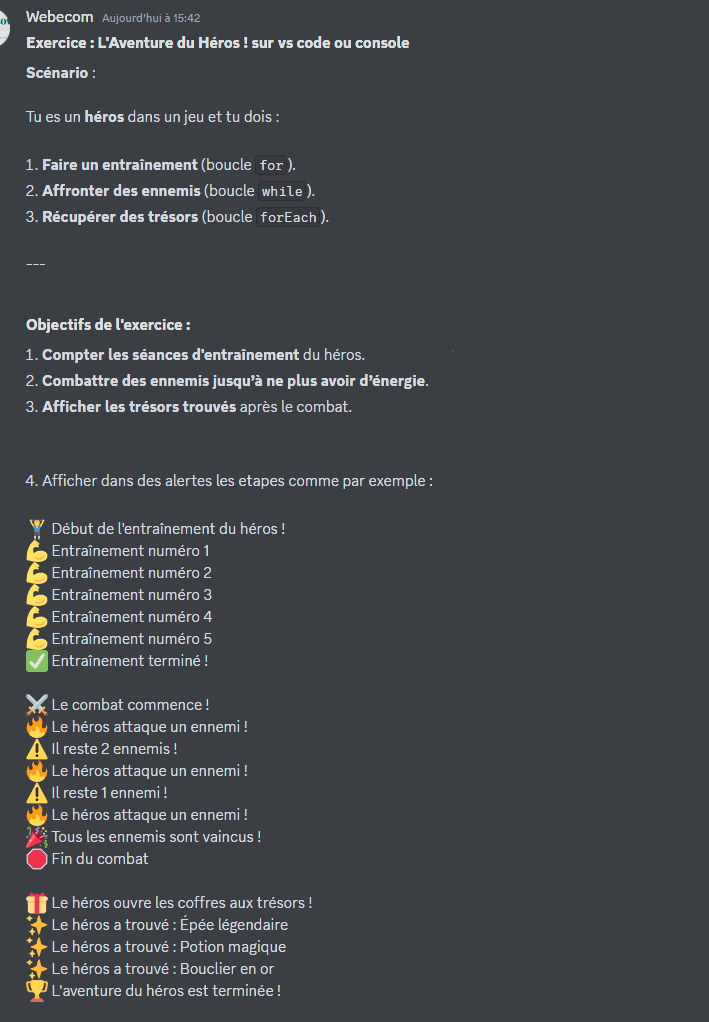 Webecom Aujourd'hui à 15:42
Exercice : L'Aventure du Héros ! sur vs code ou console
Scénario :
Tu es un héros dans un jeu et tu dois :
1. Faire un entraînement (boucle for ).
2. Affronter des ennemis (boucle while ).
3. Récupérer des trésors (boucle forEach ).
---
Objectifs de l'exercice :
1. Compter les séances d'entraînement du héros.
2. Combattre des ennemis jusqu’à ne plus avoir d’énergie.
3. Afficher les trésors trouvés après le combat.
4. Afficher dans des alertes les etapes comme par exemple :
🏋️ Début de l'entraînement du héros !
💪 Entraînement numéro 1
💪 Entraînement numéro 2
💪 Entraînement numéro 3
💪 Entraînement numéro 4
💪 Entraînement numéro 5
✅ Entraînement terminé !
⚔️ Le combat commence !
🔥 Le héros attaque un ennemi !
⚠️ Il reste 2 ennemis !
🔥 Le héros attaque un ennemi !
⚠️ Il reste 1 ennemi !
🔥 Le héros attaque un ennemi !
🎉 Tous les ennemis sont vaincus !
🛑 Fin du combat
🎁 Le héros ouvre les coffres aux trésors !
✨ Le héros a trouvé : Épée légendaire
✨ Le héros a trouvé : Potion magique
✨ Le héros a trouvé : Bouclier en or
🏆 L'aventure du héros est terminée !